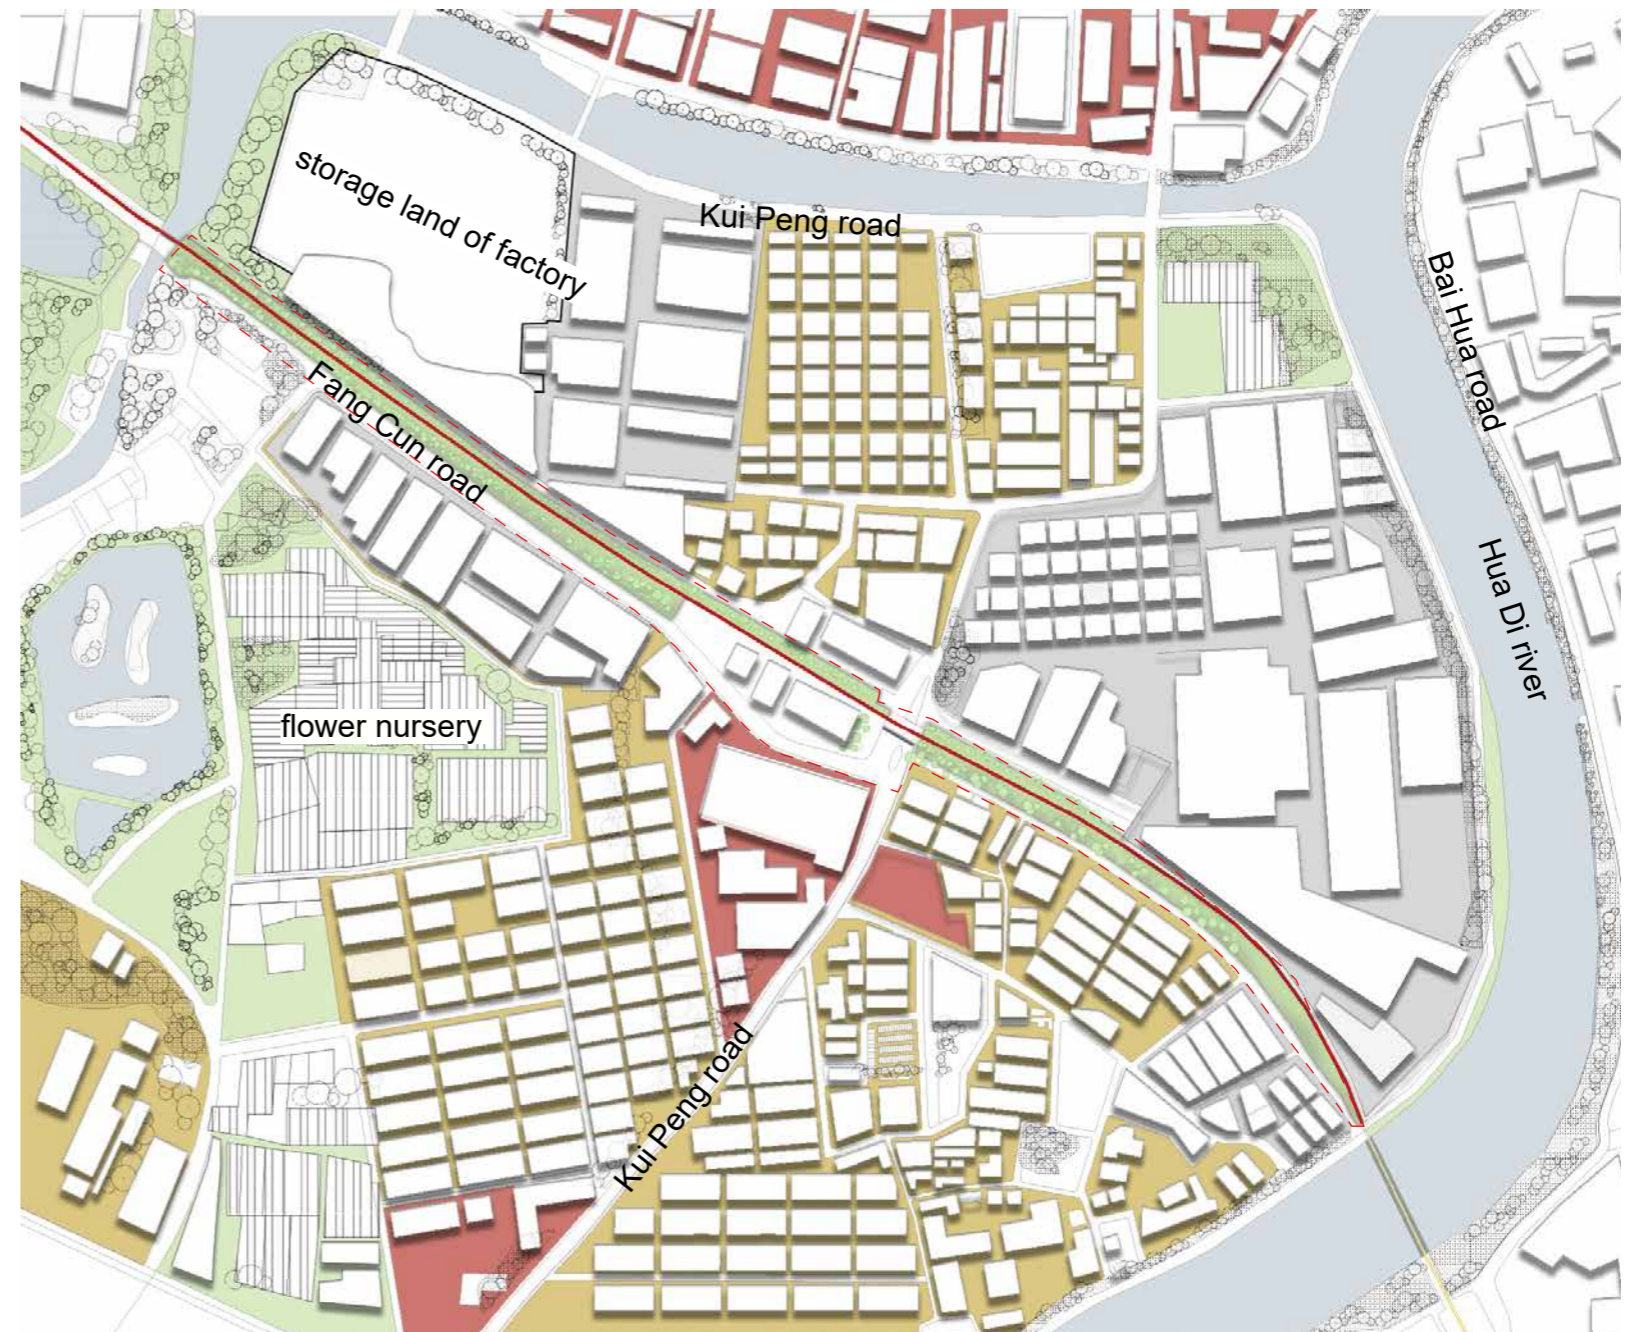 storage land of factory
Kui Peng road
Bai Hua road
Fang Cun road
Hua Di river
flower nursery
Kui Peng road